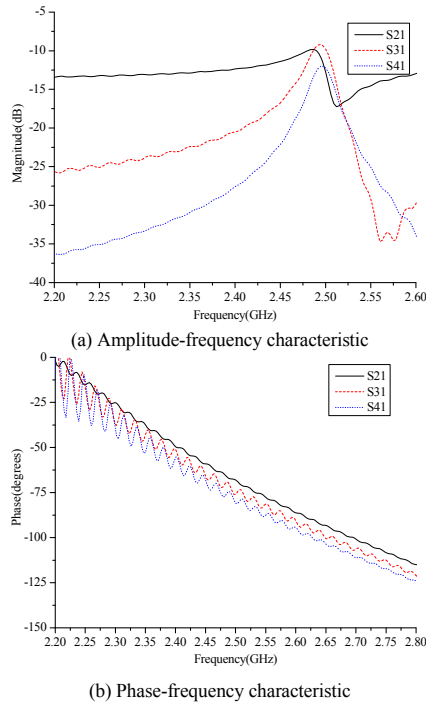 -5
-10
-15
-20
-25
-30
-35
-40
Magnitude(dB)
S21
S31
S41
2.20 2.25 2.30 2.35 2.40 2.45 2.50 2.55 2.60
Frequency(GHz)
(a) Amplitude-frequency characteristic
0
-25
-50
-75
-100
-125
-150
Phase(degrees)
S21
S31
S41
2.20 2.25 2.30 2.35 2.40 2.45 2.50 2.55 2.60 2.65 2.70 2.75 2.80
Frequency(GHz)
(b) Phase-frequency characteristic